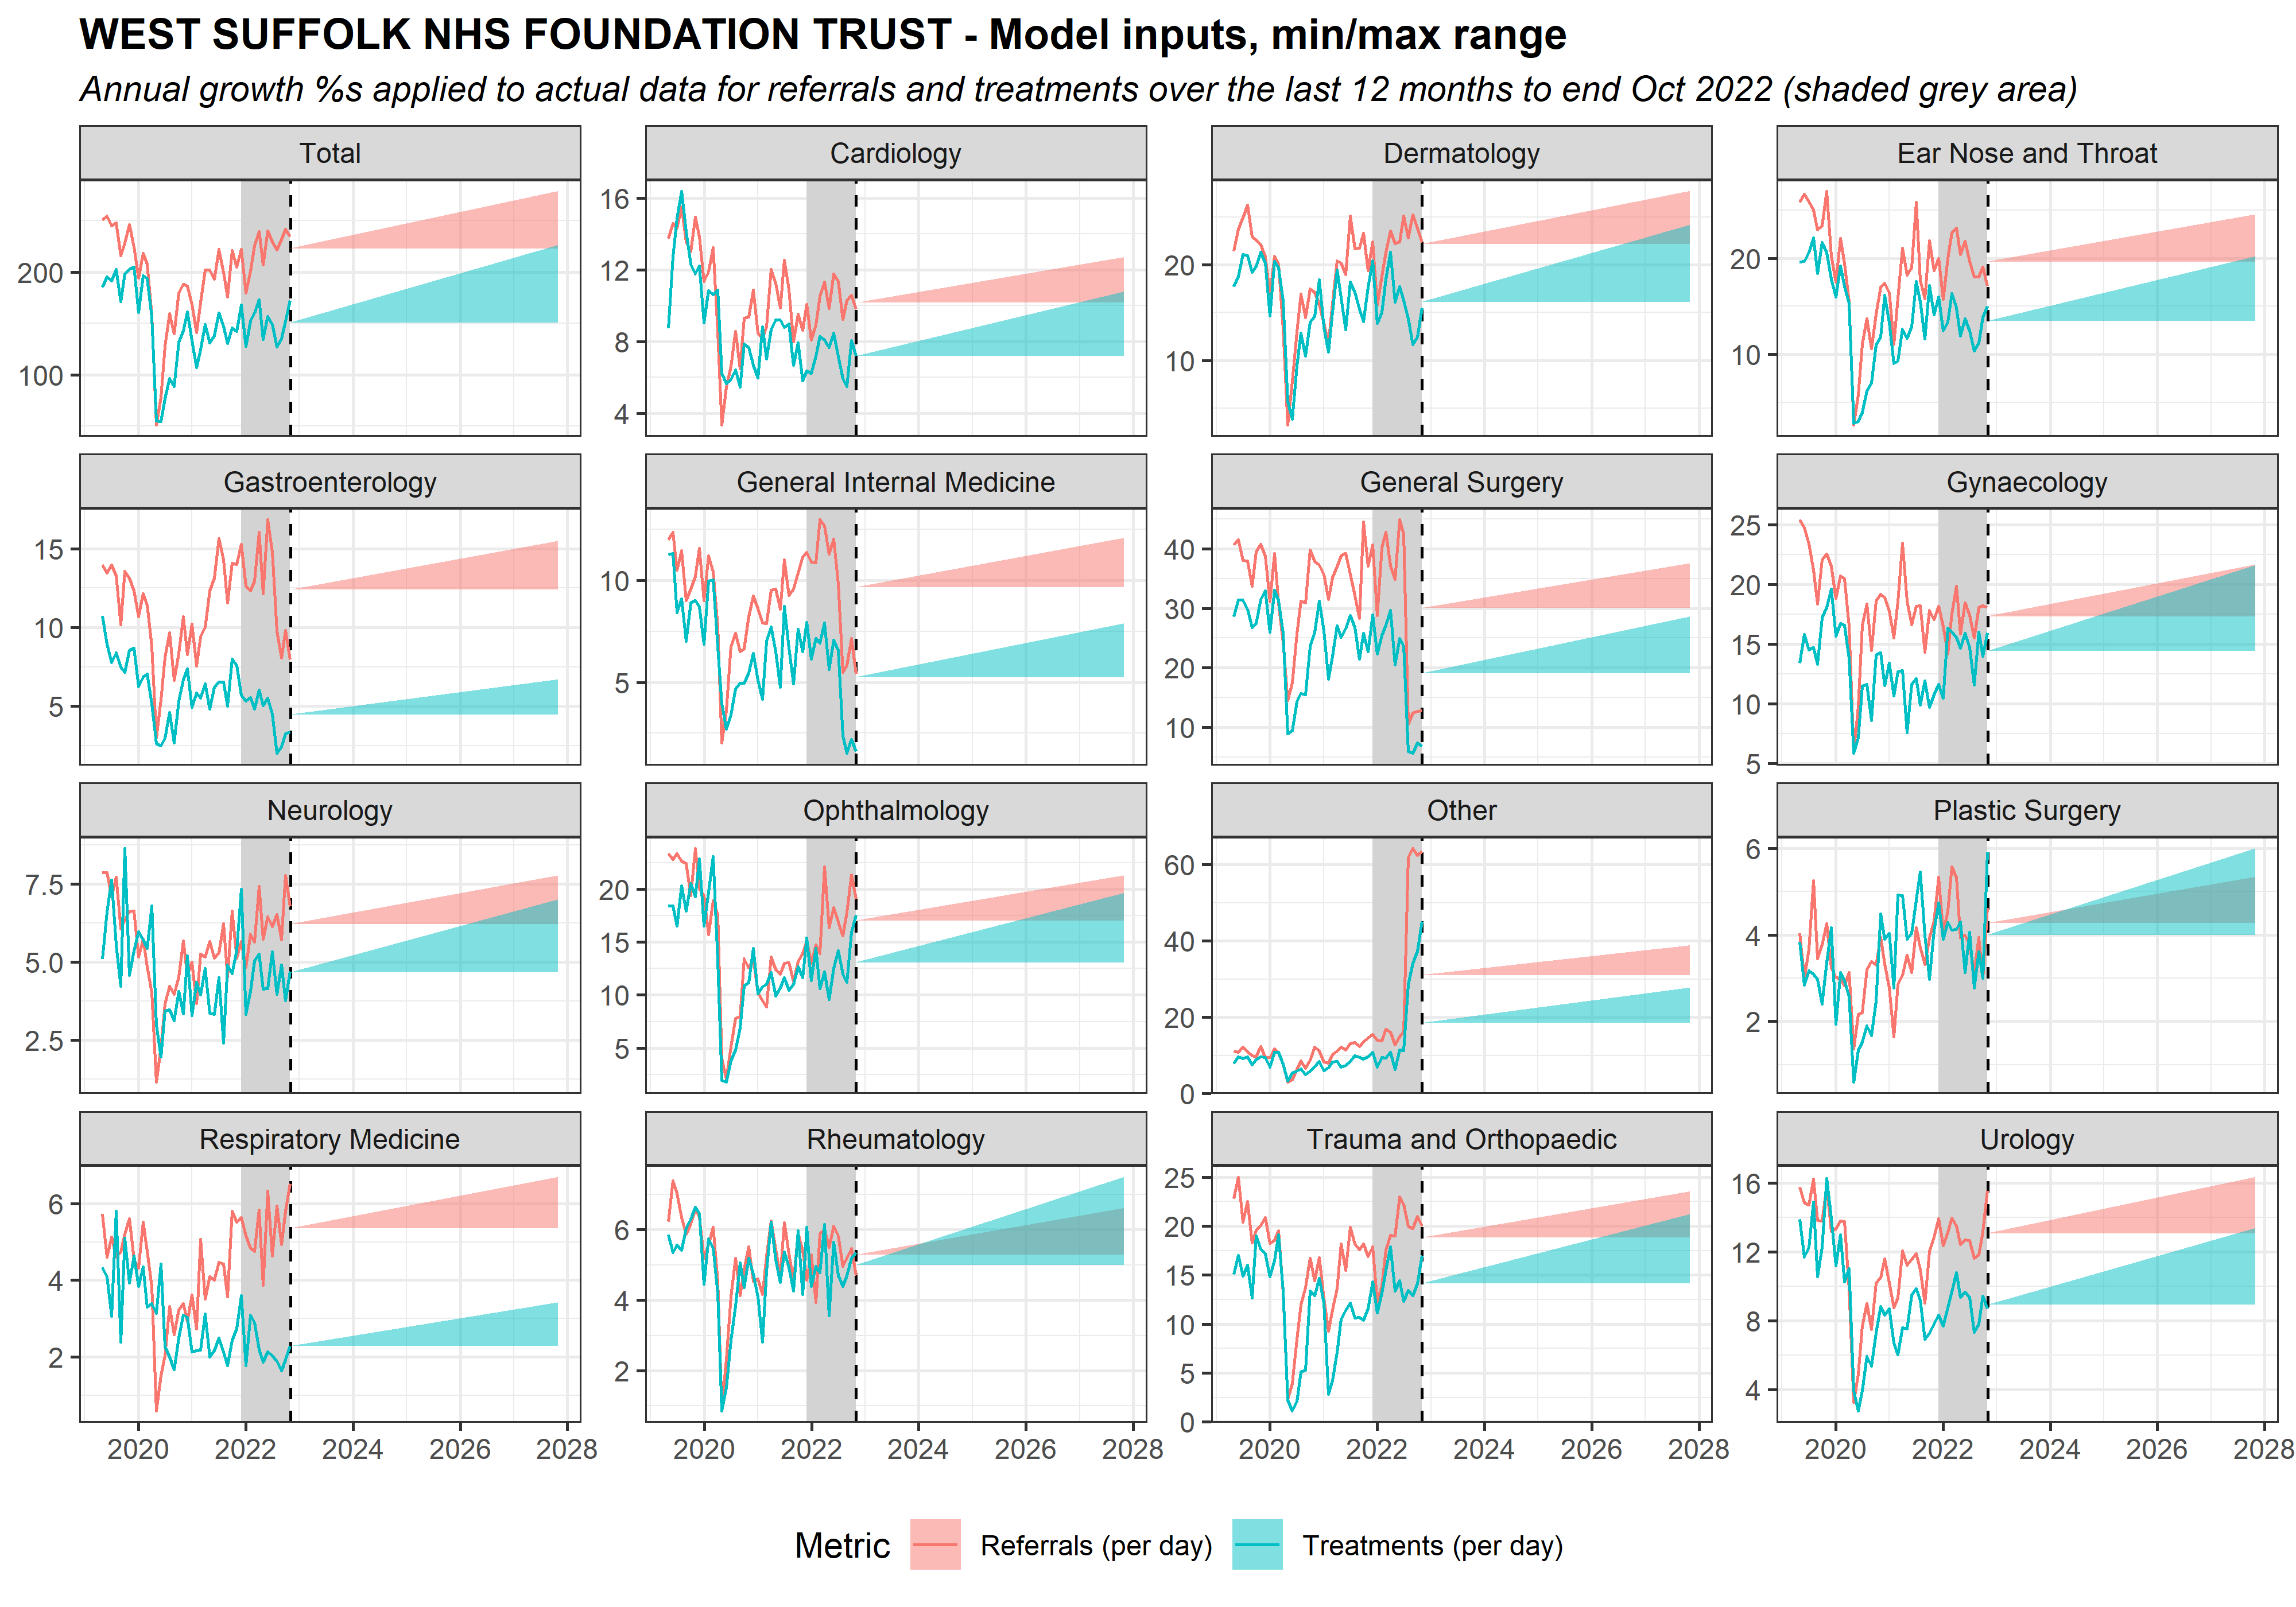 WEST SUFFOLK NHS FOUNDATION TRUST - Model inputs, min/max range
Annual growth %s applied to actual data for referrals and treatments over the last 12 months to end Oct 2022 (shaded grey area)
Total
Cardiology
Dermatology
Ear Nose and Throat
200
100
16
12
8
4
20
10
20
10
Gastroenterology
General Internal Medicine
General Surgery
Gynaecology
15
10
5
10
5
40
30
20
10
25
20
15
10
5
Neurology
Ophthalmology
Other
Plastic Surgery
7.5
5.0
2.5
20
15
10
5
60
40
20
0
6
4
2
Respiratory Medicine
Rheumatology
Trauma and Orthopaedic
Urology
6
4
2
6
4
2
25
20
15
10
5
0
16
12
8
4
2020 2022 2024 2026 2028
2020 2022 2024 2026 2028
2020 2022 2024 2026 2028
2020 2022 2024 2026 2028
Metric Referrals (per day) Treatments (per day)